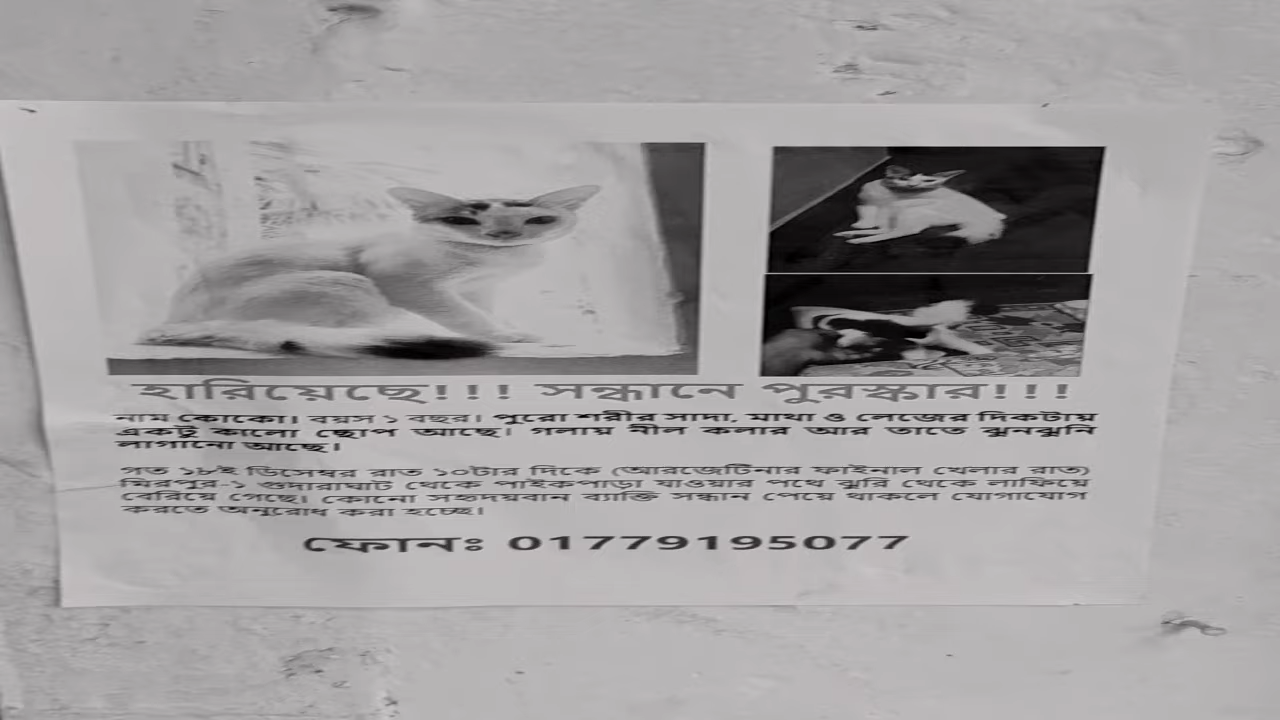 হারিয়েছে!!! সন্ধানে পুরস্কার!!!
নাম কোকো। বয়স ১ বছর। পুরো শরীর সাদা, মাথা ও লেজের দিকটায়
একটু কালো ছোপ আছে। গলায় নীল কলার আর তাতে ঝুনঝুনি
লাগানো আছে।
গত ১৮ই ডিসেম্বর রাত ১০টার দিকে (আরজেটিনার ফাইনাল খেলার রাত)
মিরপুর-১ গুদারাঘাট থেকে পাইকপাড়া যাওয়ার পথে ঝুরি থেকে লাফিয়ে
বেরিয়ে গেছে। কোনো সহৃদয়বান ব্যাক্তি সন্ধান পেয়ে থাকলে যোগাযোগ
করতে অনুরোধ করা হচ্ছে।
ফোনঃ 01779195077